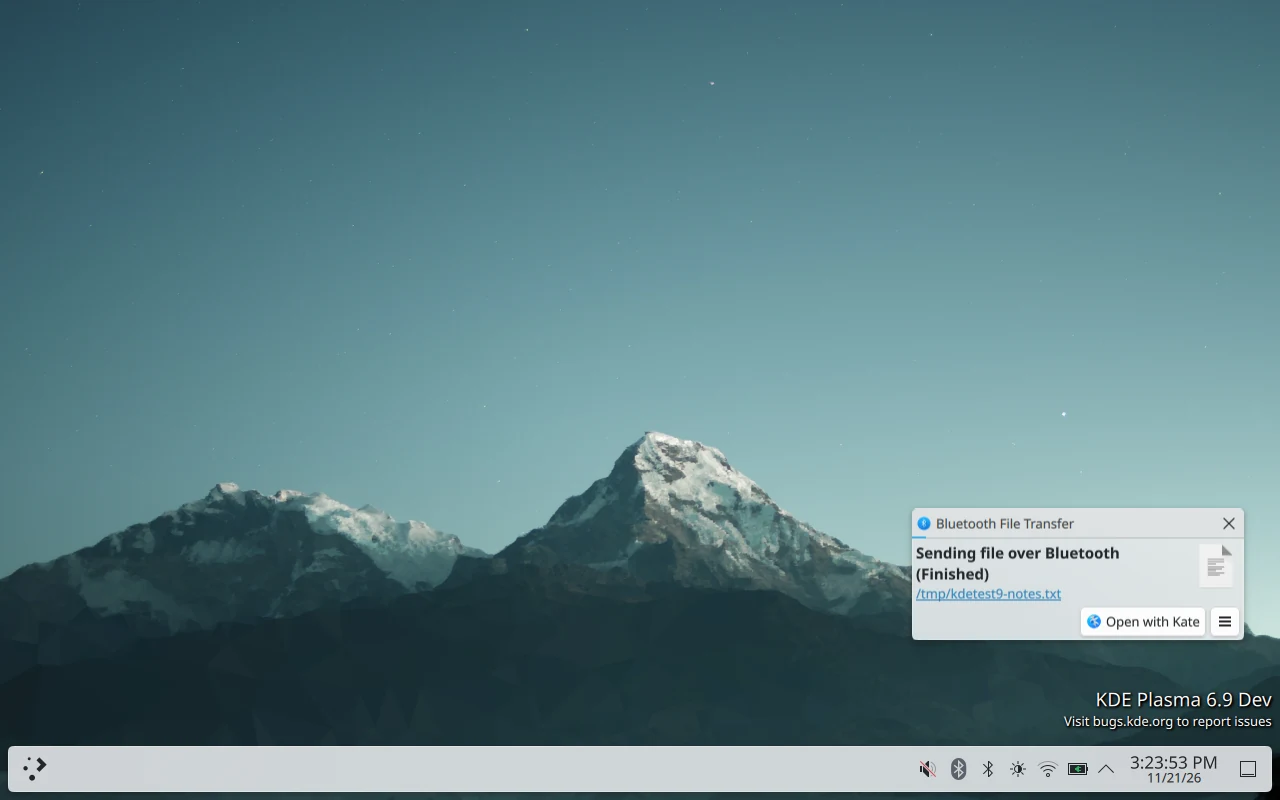 Bluetooth File Transfer
Sending file over Bluetooth
(Finished)
/tmp/kdetest9-notes.txt
Open with Kate
KDE Plasma 6.9 Dev
Visit bugs.kde.org to report issues
3:23:53 PM
11/21/26